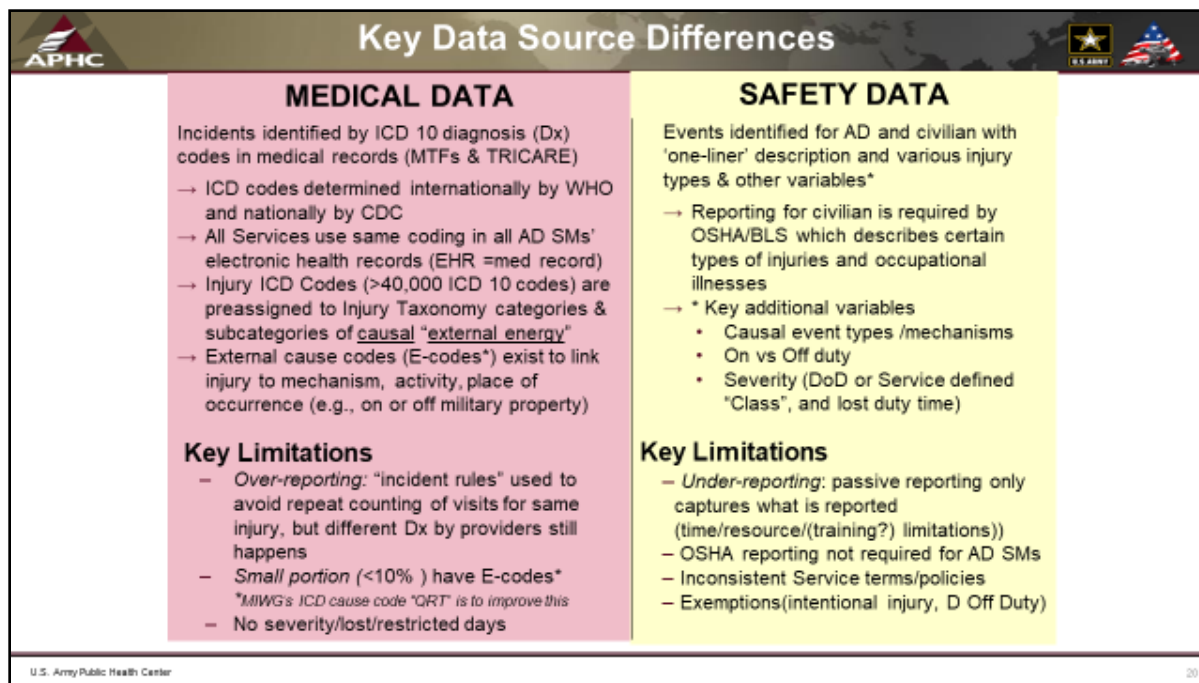 APHC
Key Data Source Differences
U.S. ARMY
MEDICAL DATA
Incidents identified by ICD 10 diagnosis (Dx)
codes in medical records (MTFs & TRICARE)
→ ICD codes determined internationally by WHO
and nationally by CDC
→ All Services use same coding in all AD SMs'
electronic health records (EHR =med record)
→ Injury ICD Codes (>40,000 ICD 10 codes) are
preassigned to Injury Taxonomy categories &
subcategories of causal "external energy"
→ External cause codes (E-codes*) exist to link
injury to mechanism, activity, place of
occurrence (e.g., on or off military property)
Key Limitations
– Over-reporting: "incident rules" used to
avoid repeat counting of visits for same
injury, but different Dx by providers still
happens
– Small portion (<10% ) have E-codes*
*MIWG's ICD cause code "QRT" is to improve this
– No severity/lost/restricted days
SAFETY DATA
Events identified for AD and civilian with
'one-liner' description and various injury
types & other variables*
→ Reporting for civilian is required by
OSHA/BLS which describes certain
types of injuries and occupational
illnesses
→ * Key additional variables
• Causal event types /mechanisms
• On vs Off duty
• Severity (DoD or Service defined
"Class", and lost duty time)
Key Limitations
– Under-reporting: passive reporting only
captures what is reported
(time/resource/(training?) limitations))
– OSHA reporting not required for AD SMs
– Inconsistent Service terms/policies
– Exemptions(intentional injury, D Off Duty)
U.S. Army Public Health Center
20